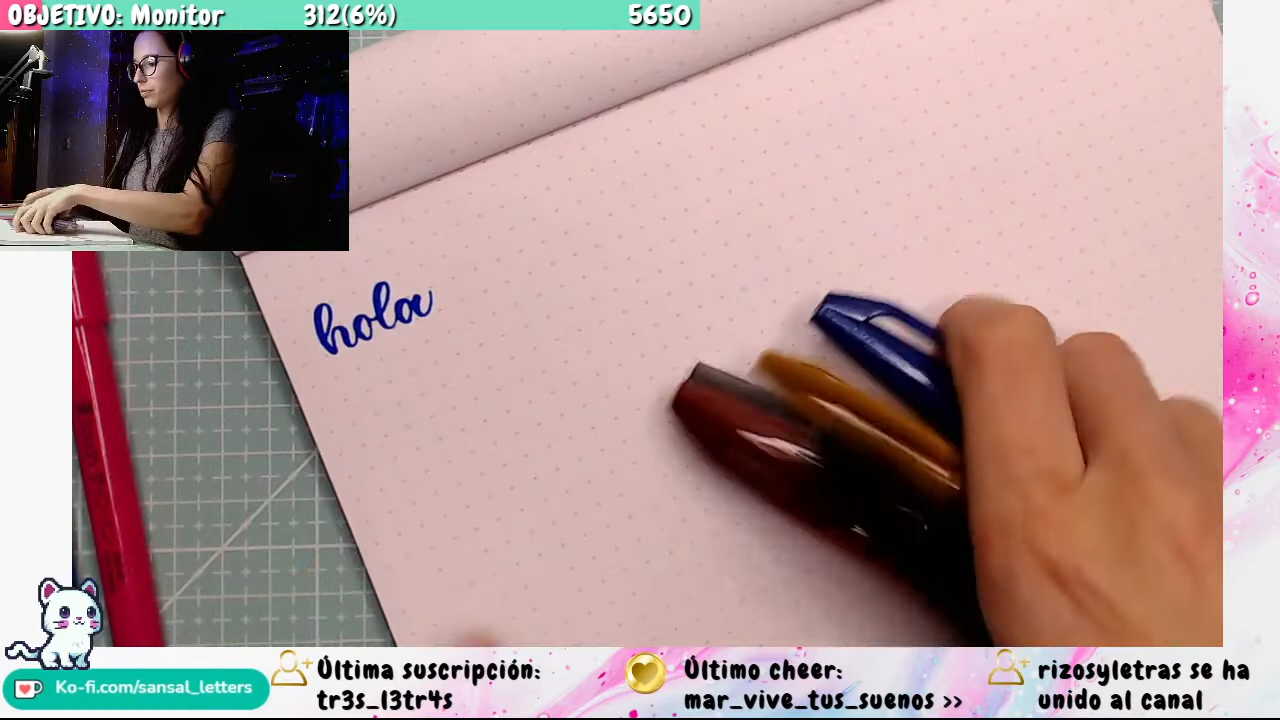 OBJETIVO: Monitor 312(6%) 5650
hola
Última suscripción:
tr3s_l3tr4s
Último cheer:
mar_vive_tus_suenos >>
rizosyletras se ha
unido al canal
Ko-fi.com/sansal_letters